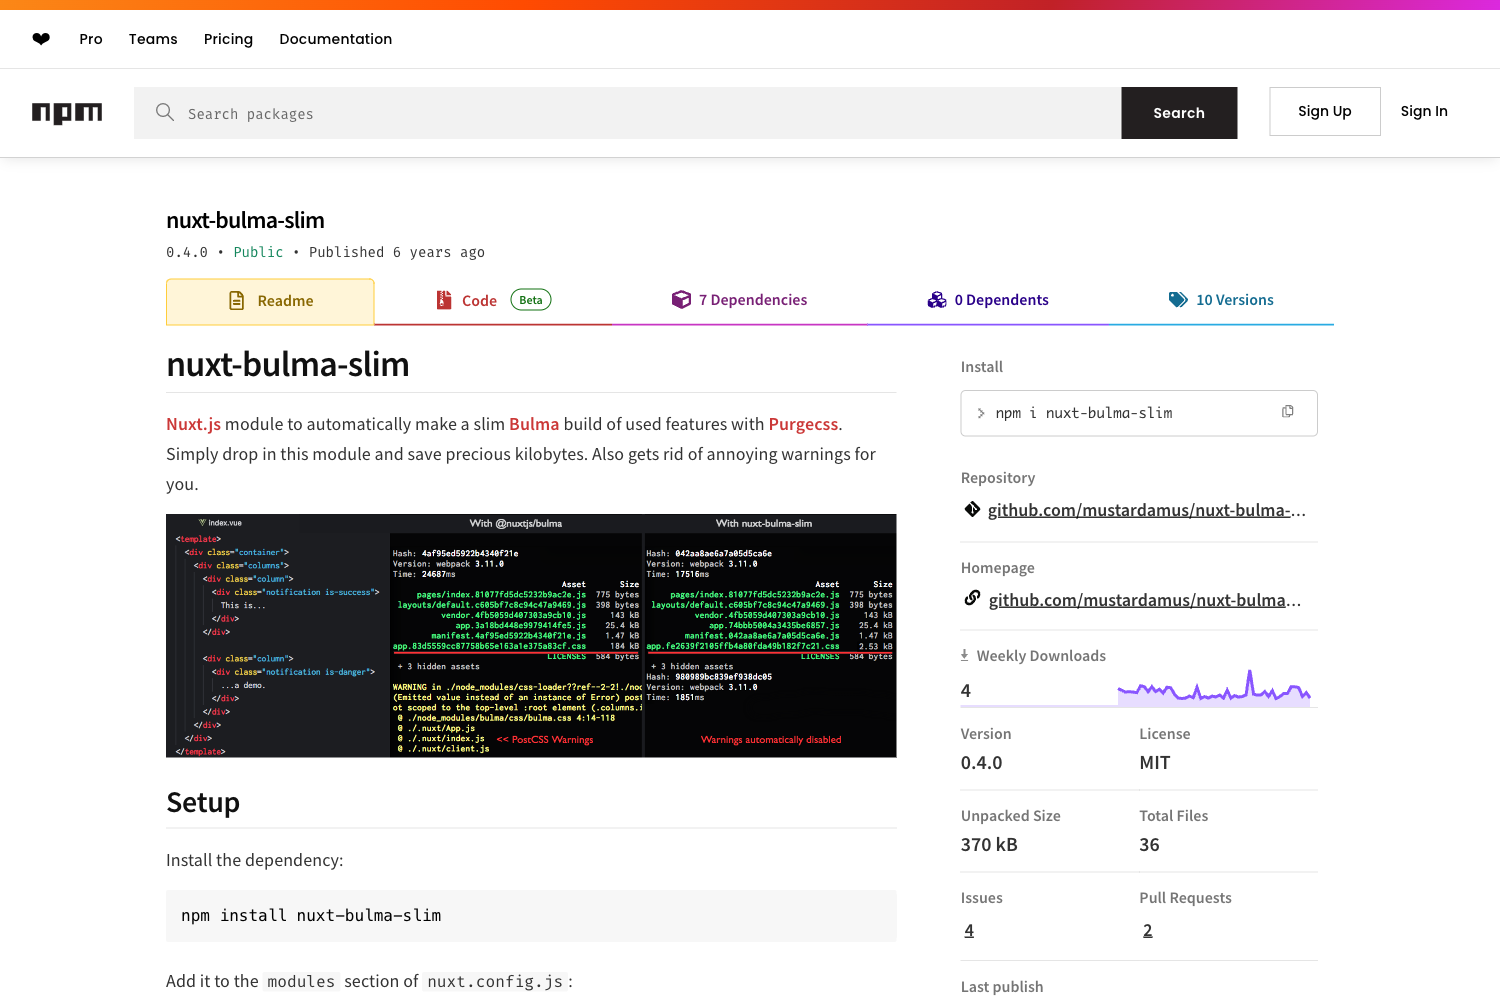 ❤ Pro Teams Pricing Documentation
npm Search packages Search Sign Up Sign In
nuxt-bulma-slim
0.4.0 • Public • Published 6 years ago
Readme Code Beta 7 Dependencies 0 Dependents 10 Versions
nuxt-bulma-slim
Nuxt.js module to automatically make a slim Bulma build of used features with Purgecss.
Simply drop in this module and save precious kilobytes. Also gets rid of annoying warnings for
you.
index.vue
<template>
<div class="container">
<div class="columns">
<div class="column">
<div class="notification is-success">
This is...
</div>
</div>
<div class="column">
<div class="notification is-danger">
...a demo.
</div>
</div>
</div>
</div>
</template>
With @nuxtjs/bulma
Hash: 4af95ed5922b4340f21e
Version: webpack 3.11.0
Time: 24687ms
Asset Size
pages/index.81077fd5dc5232b9ac2e.js 775 bytes
layouts/default.c605bf7c8c94c47a9469.js 398 bytes
vendor.4fb5059d407303a9cb10.js 143 kB
app.3a18bd448e9979414fe5.js 25.4 kB
manifest.4af95ed5922b4340f21e.js 1.47 kB
app.83d5559cc87758b65e163a1e375a83cf.css 184 kB
LICENSES 584 bytes
+ 3 hidden assets
WARNING in ./node_modules/css-loader??ref--2-2!./noc
(Emitted value instead of an instance of Error) post
ot scoped to the top-level :root element (.columns.i
@ ./node_modules/bulma/css/bulma.css 4:14-118
@ ./.nuxt/App.js
@ ./.nuxt/index.js << PostCSS Warnings
@ ./.nuxt/client.js
With nuxt-bulma-slim
Hash: 042aa8ae6a7a05d5ca6e
Version: webpack 3.11.0
Time: 17516ms
Asset Size
pages/index.81077fd5dc5232b9ac2e.js 775 bytes
layouts/default.c605bf7c8c94c47a9469.js 398 bytes
vendor.4fb5059d407303a9cb10.js 143 kB
app.74bbb5004a3435be6857.js 25.4 kB
manifest.042aa8ae6a7a05d5ca6e.js 1.47 kB
app.fe2639f2105ffb4a80fda49b182f7c21.css 2.53 kB
LICENSES 584 bytes
+ 3 hidden assets
Hash: 980989bc839ef938dc05
Version: webpack 3.11.0
Time: 1851ms
Warnings automatically disabled
Setup
Install the dependency:
npm install nuxt-bulma-slim
Add it to the modules section of nuxt.config.js :
Install
> npm i nuxt-bulma-slim
Repository
github.com/mustardamus/nuxt-bulma-...
Homepage
github.com/mustardamus/nuxt-bulma...
Weekly Downloads
4
Version License
0.4.0 MIT
Unpacked Size Total Files
370 kB 36
Issues Pull Requests
4 2
Last publish